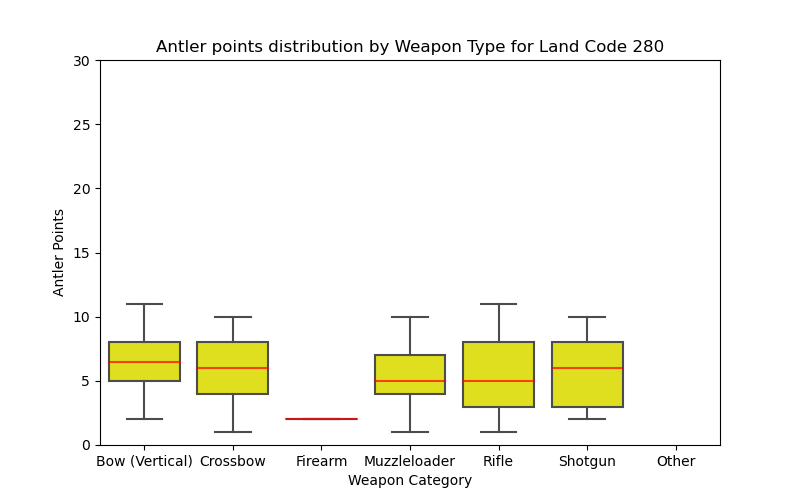 Antler points distribution by Weapon Type for Land Code 280
30
25
20
15
10
5
0
Antler Points
Bow (Vertical) Crossbow Firearm Muzzleloader Rifle Shotgun Other
Weapon Category